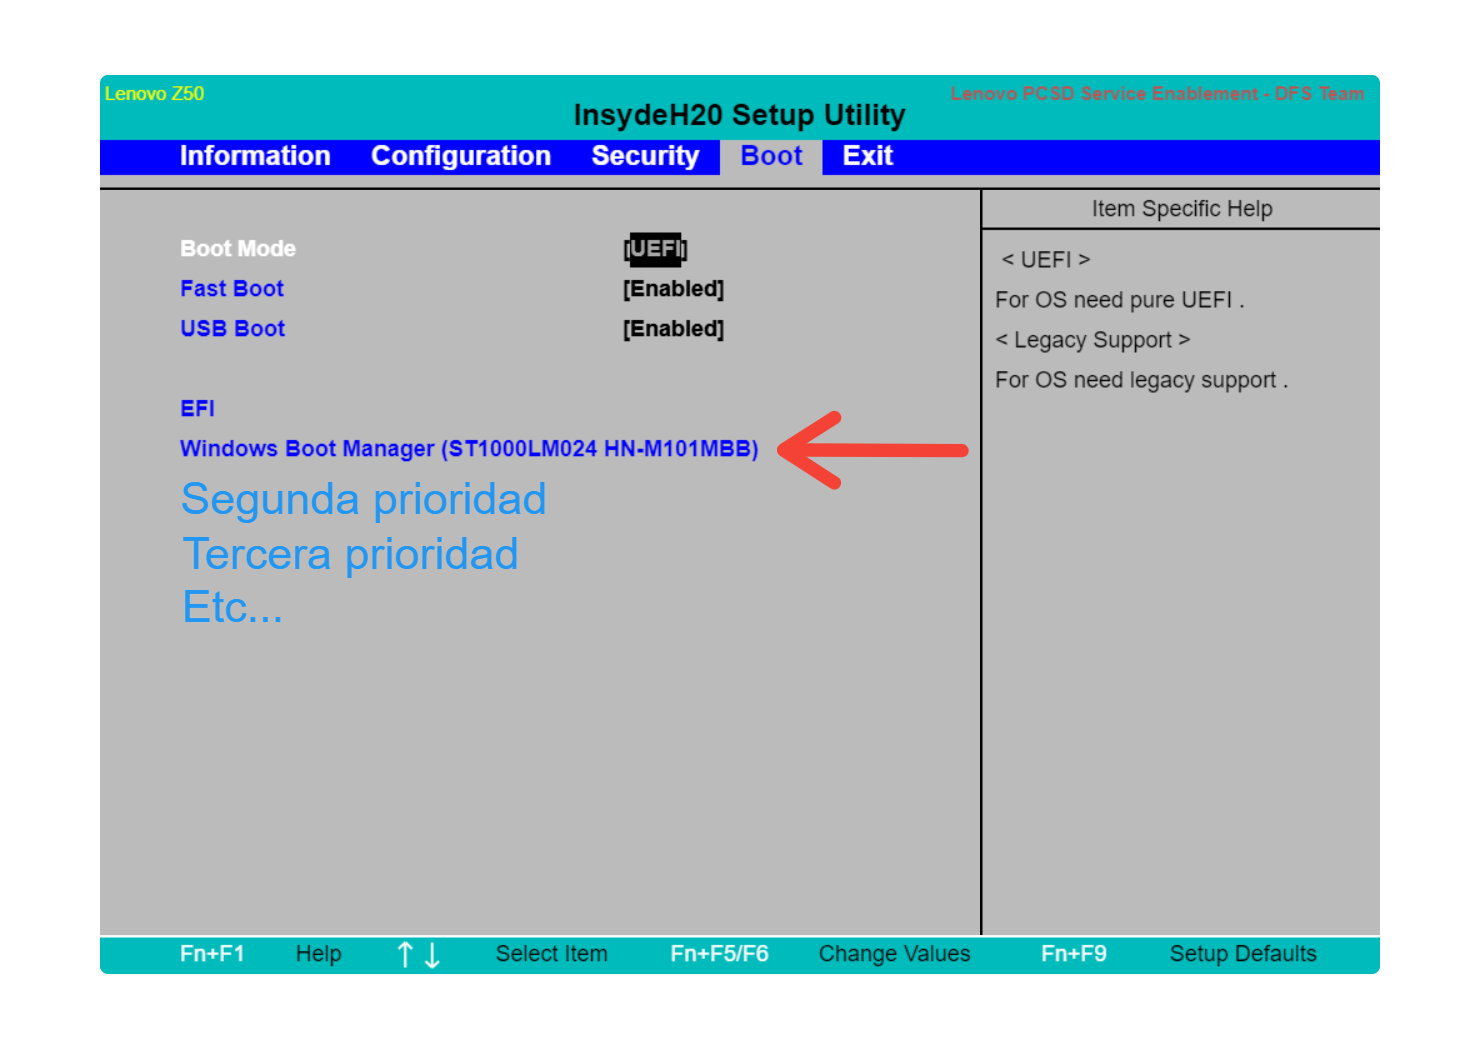 Lenovo Z50
Lenovo PCSD Service Enablement - DFS Team
InsydeH20 Setup Utility
Information Configuration Security Boot Exit
Item Specific Help
Boot Mode [UEFI]
Fast Boot [Enabled]
USB Boot [Enabled]
EFI
Windows Boot Manager (ST1000LM024 HN-M101MBB)
Segunda prioridad
Tercera prioridad
Etc...
< UEFI >
For OS need pure UEFI .
< Legacy Support >
For OS need legacy support .
Fn+F1 Help ↑ ↓ Select Item Fn+F5/F6 Change Values Fn+F9 Setup Defaults